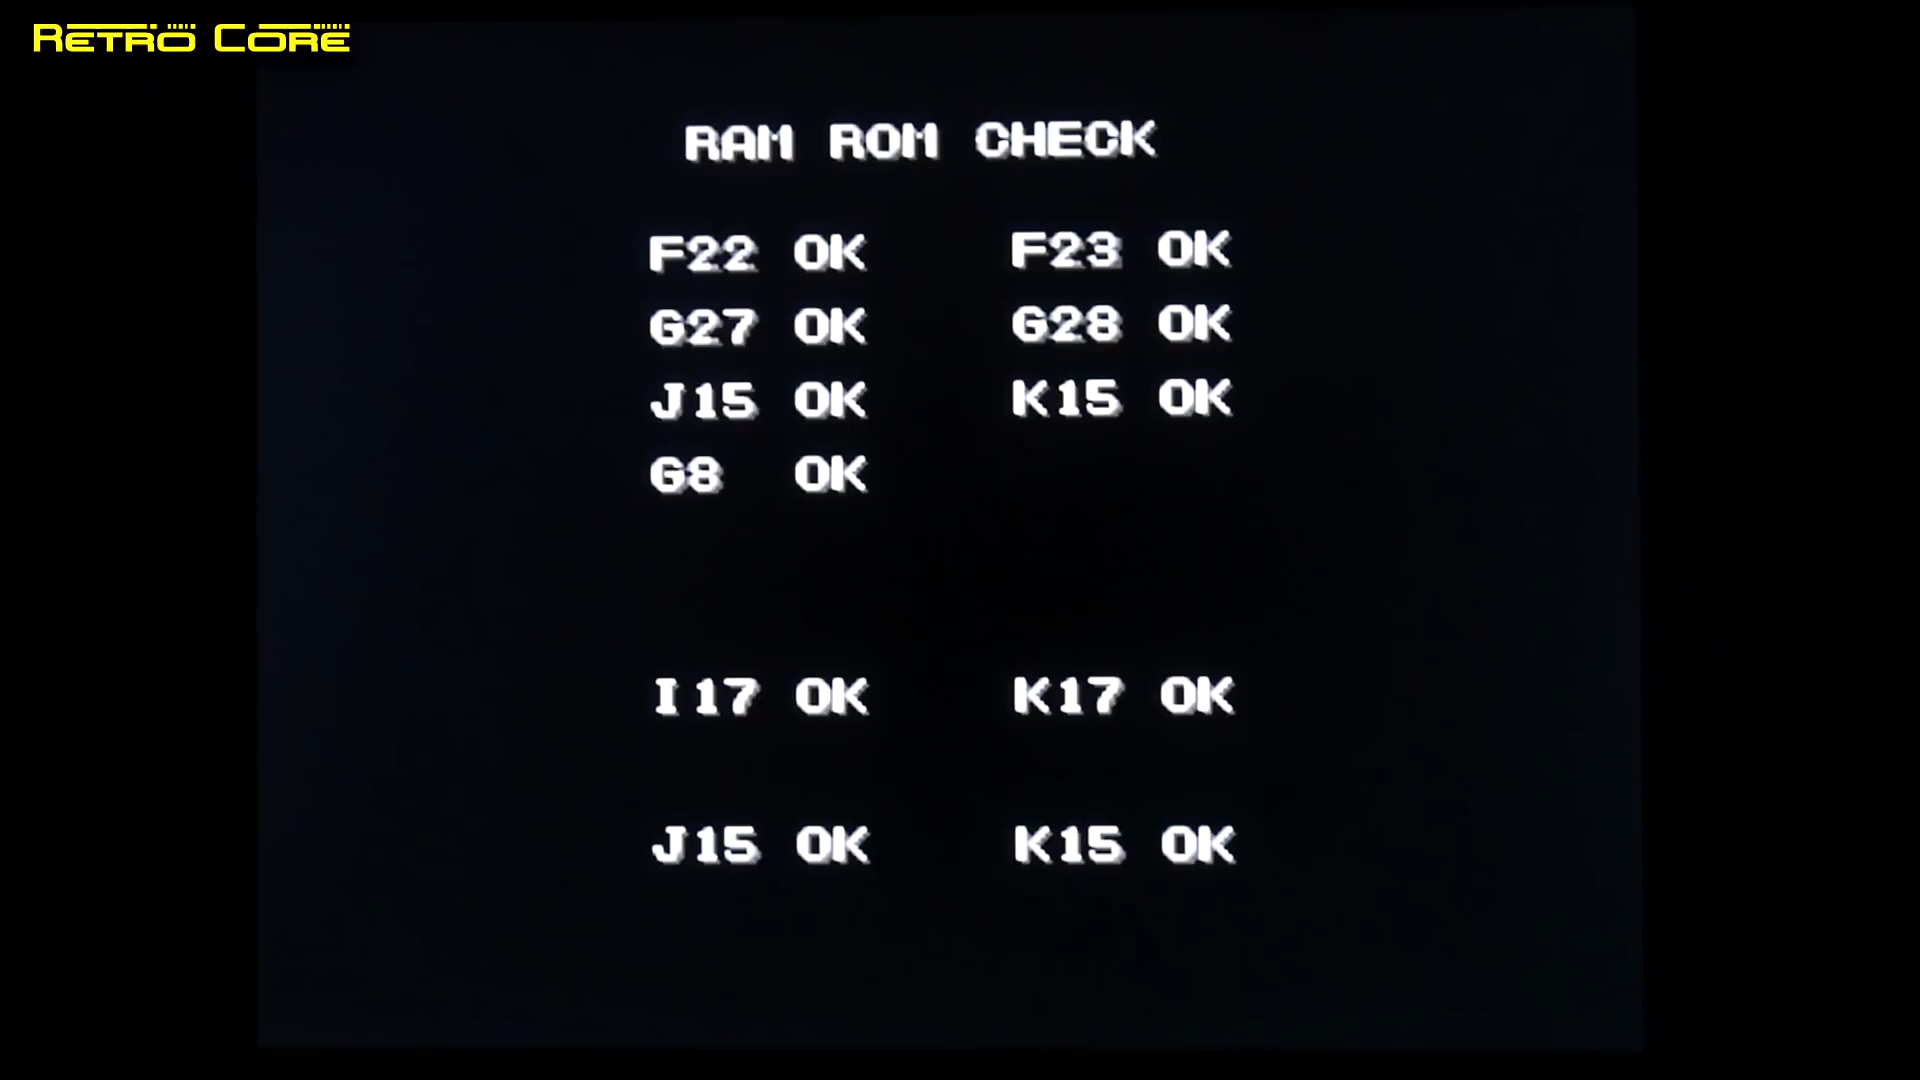 RETRO CORE
RAM ROM CHECK
F22 OK F23 OK
G27 OK G28 OK
J15 OK K15 OK
G8 OK
I17 OK K17 OK
J15 OK K15 OK